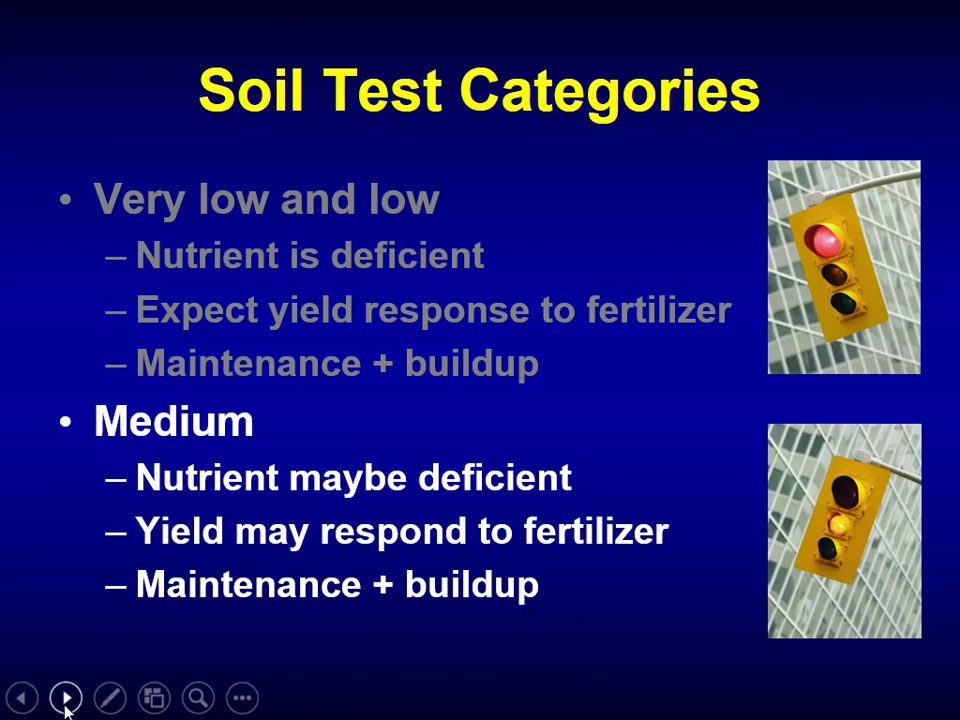 Soil Test Categories
• Very low and low
– Nutrient is deficient
– Expect yield response to fertilizer
– Maintenance + buildup
• Medium
– Nutrient maybe deficient
– Yield may respond to fertilizer
– Maintenance + buildup